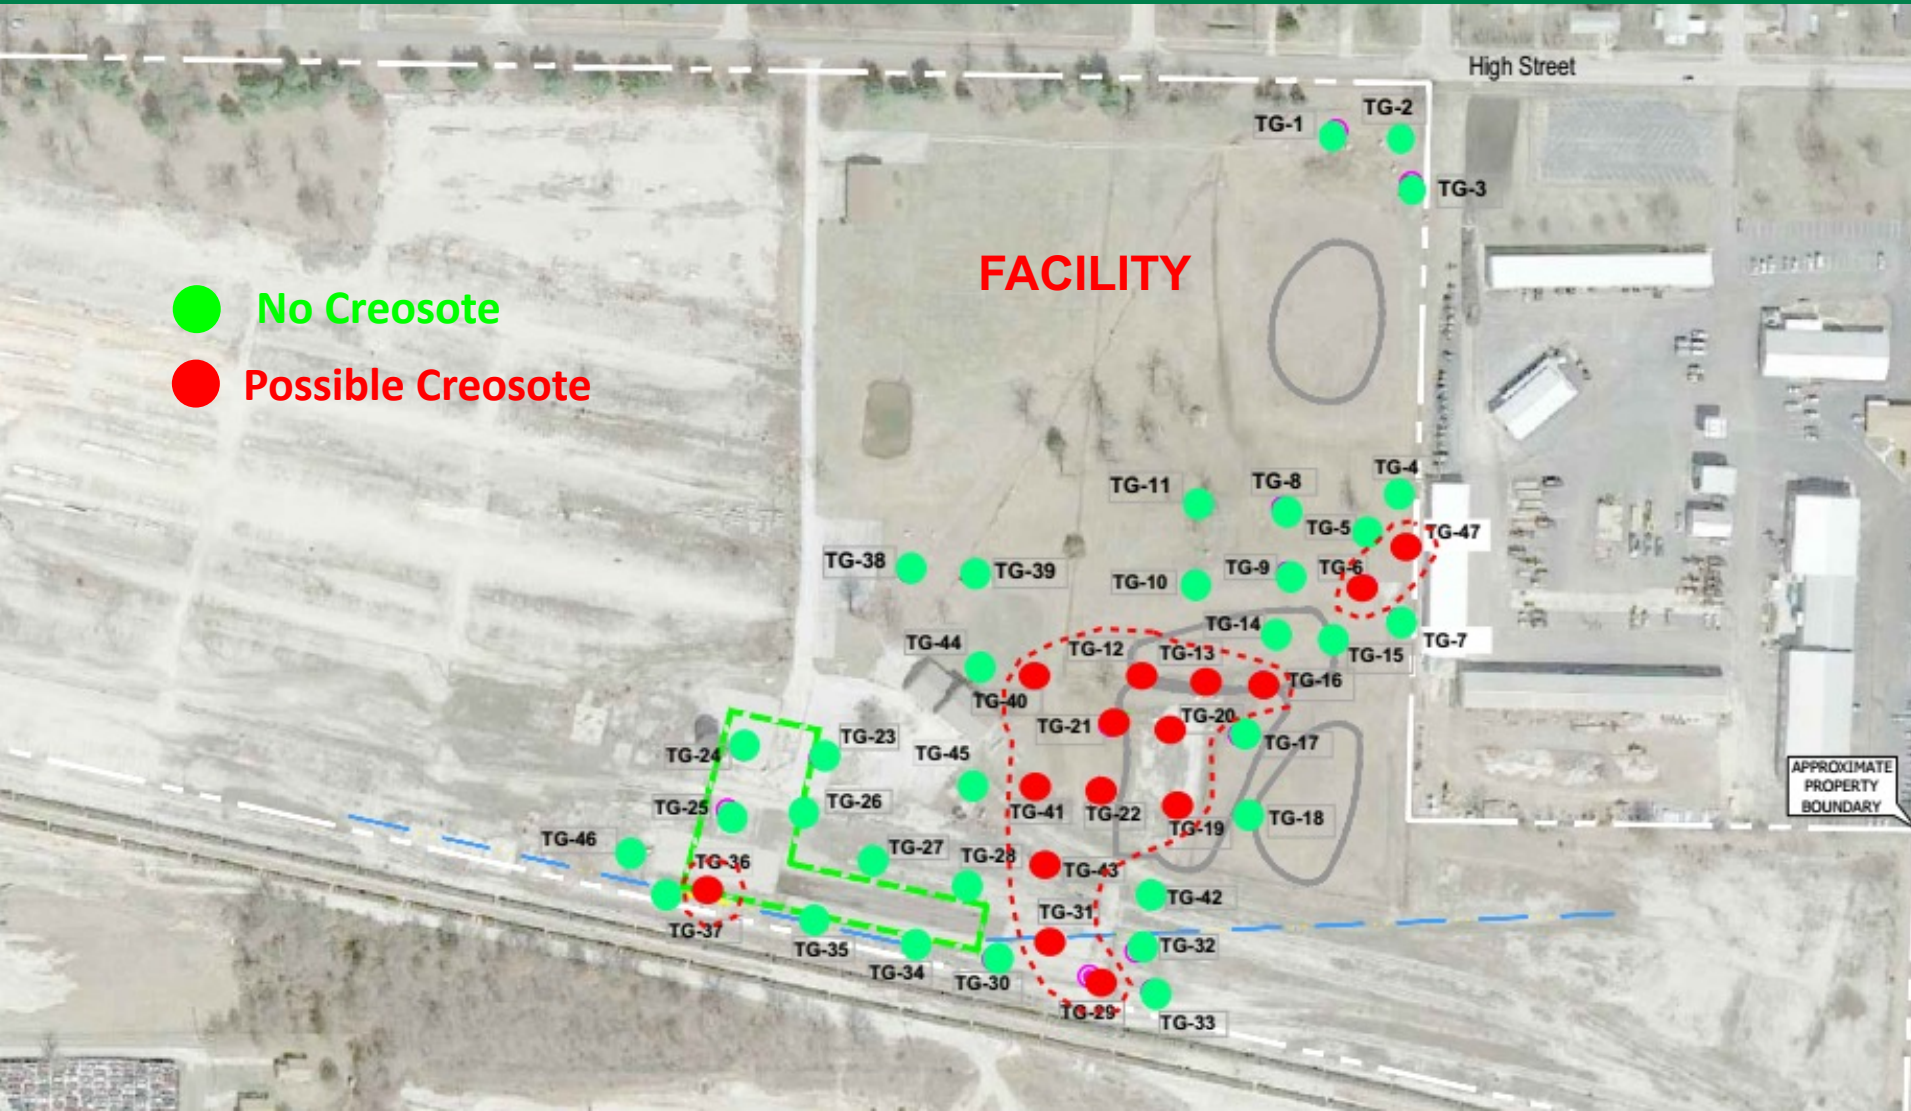 High Street
TG-2
TG-1
TG-3
FACILITY
No Creosote
Possible Creosote
TG-4
TG-8
TG-11
TG-5
TG-47
TG-38
TG-39
TG-9
TG-6
TG-10
TG-14
TG-7
TG-44
TG-12
TG-13
TG-15
TG-16
TG-40
TG-20
TG-21
TG-23
TG-17
TG-24
TG-45
APPROXIMATE
PROPERTY
BOUNDARY
TG-25
TG-26
TG-41
TG-22
TG-19
TG-18
TG-46
TG-27
TG-28
TG-36
TG-43
TG-42
TG-31
TG-37
TG-35
TG-32
TG-34
TG-30
TG-29
TG-33